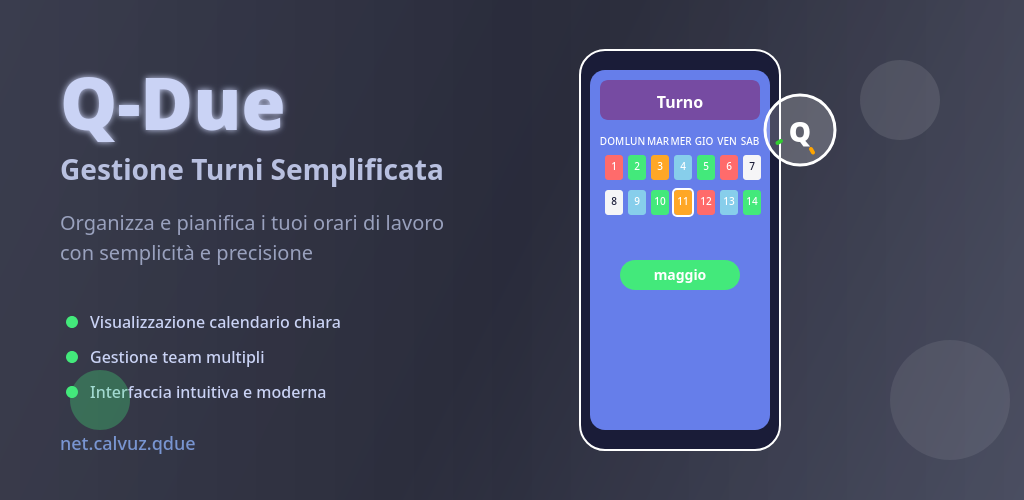 Q-Due
Gestione Turni Semplificata
Organizza e pianifica i tuoi orari di lavoro
con semplicità e precisione
Visualizzazione calendario chiara
Gestione team multipli
Interfaccia intuitiva e moderna
net.calvuz.qdue
Turno
DOM LUN MAR MER GIO VEN SAB
1 2 3 4 5 6 7
8 9 10 11 12 13 14
maggio
Q